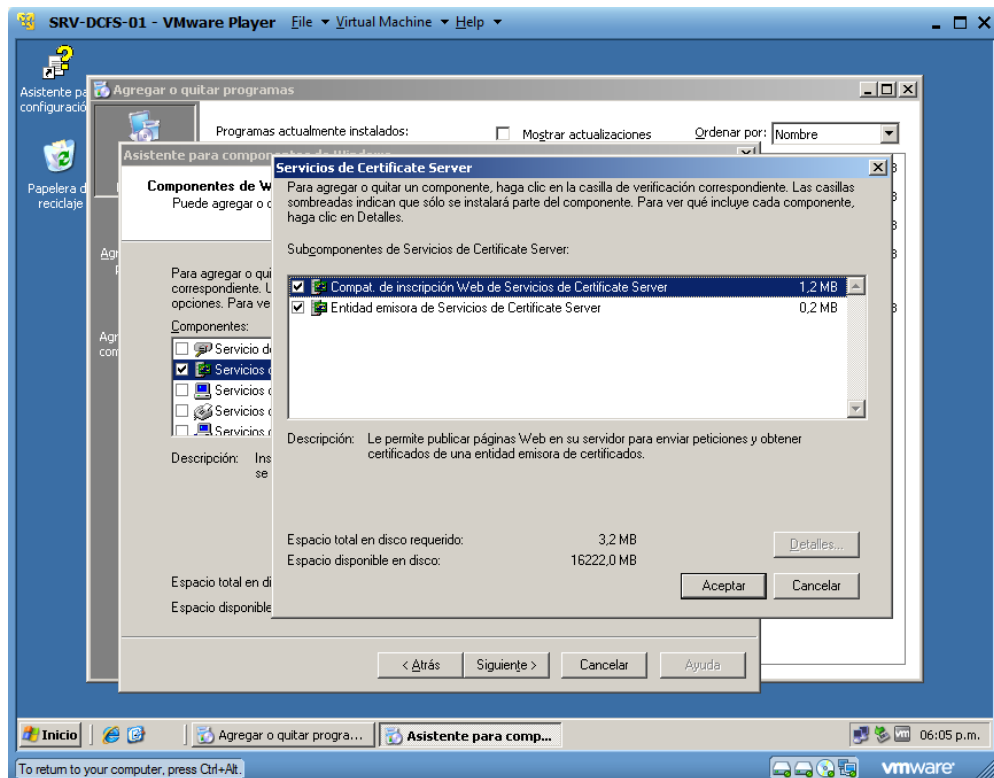 SRV-DCFS-01 - VMware Player File Virtual Machine Help
Asistente pa
configuració
Papelera d
reciclaje
Agregar o quitar programas
Programas actualmente instalados:
Mostrar actualizaciones
Ordenar por:
Nombre
Asistente para componentes de Windows
Componentes de W
Puede agregar o
Para agregar o qui
correspondiente. L
opciones. Para ve
Componentes:
Servicio d
Servicios
Servicios
Servicios
Servicios
Descripción: Ins
se
Espacio total en di
Espacio disponible
Servicios de Certificate Server
Para agregar o quitar un componente, haga clic en la casilla de verificación correspondiente. Las casillas
sombreadas indican que sólo se instalará parte del componente. Para ver qué incluye cada componente,
haga clic en Detalles.
Subcomponentes de Servicios de Certificate Server:
Compat. de inscripción Web de Servicios de Certificate Server 1,2 MB
Entidad emisora de Servicios de Certificate Server 0,2 MB
Descripción: Le permite publicar páginas Web en su servidor para enviar peticiones y obtener
certificados de una entidad emisora de certificados.
Espacio total en disco requerido: 3,2 MB
Espacio disponible en disco: 16222,0 MB
Detalles...
Aceptar Cancelar
< Atrás Siguiente > Cancelar Ayuda
Inicio Agregar o quitar progra... Asistente para comp... 06:05 p.m.
To return to your computer, press Ctrl+Alt. vmware